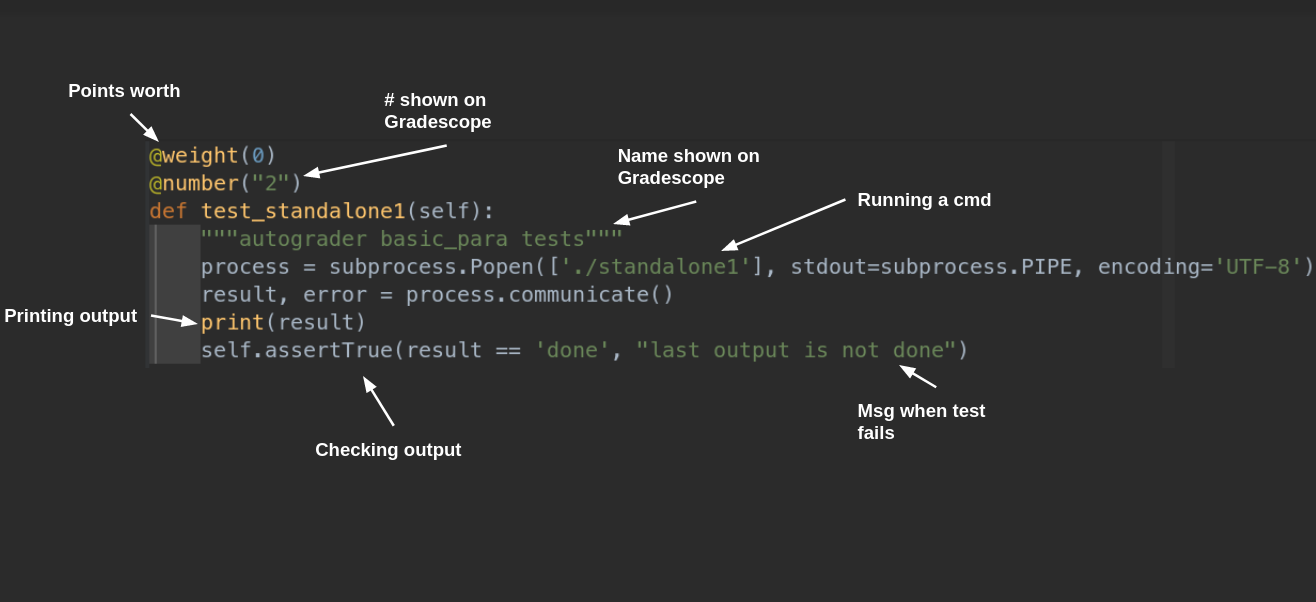 Points worth
# shown on
Gradescope
@weight(0)
@number("2")
Name shown on
Gradescope
def test_standalone1(self):
Running a cmd
"""autograder basic_para tests"""
process = subprocess.Popen(['./standalone1'], stdout=subprocess.PIPE, encoding='UTF-8')
result, error = process.communicate()
Printing output
print(result)
self.assertTrue(result == 'done', "last output is not done")
Msg when test
fails
Checking output